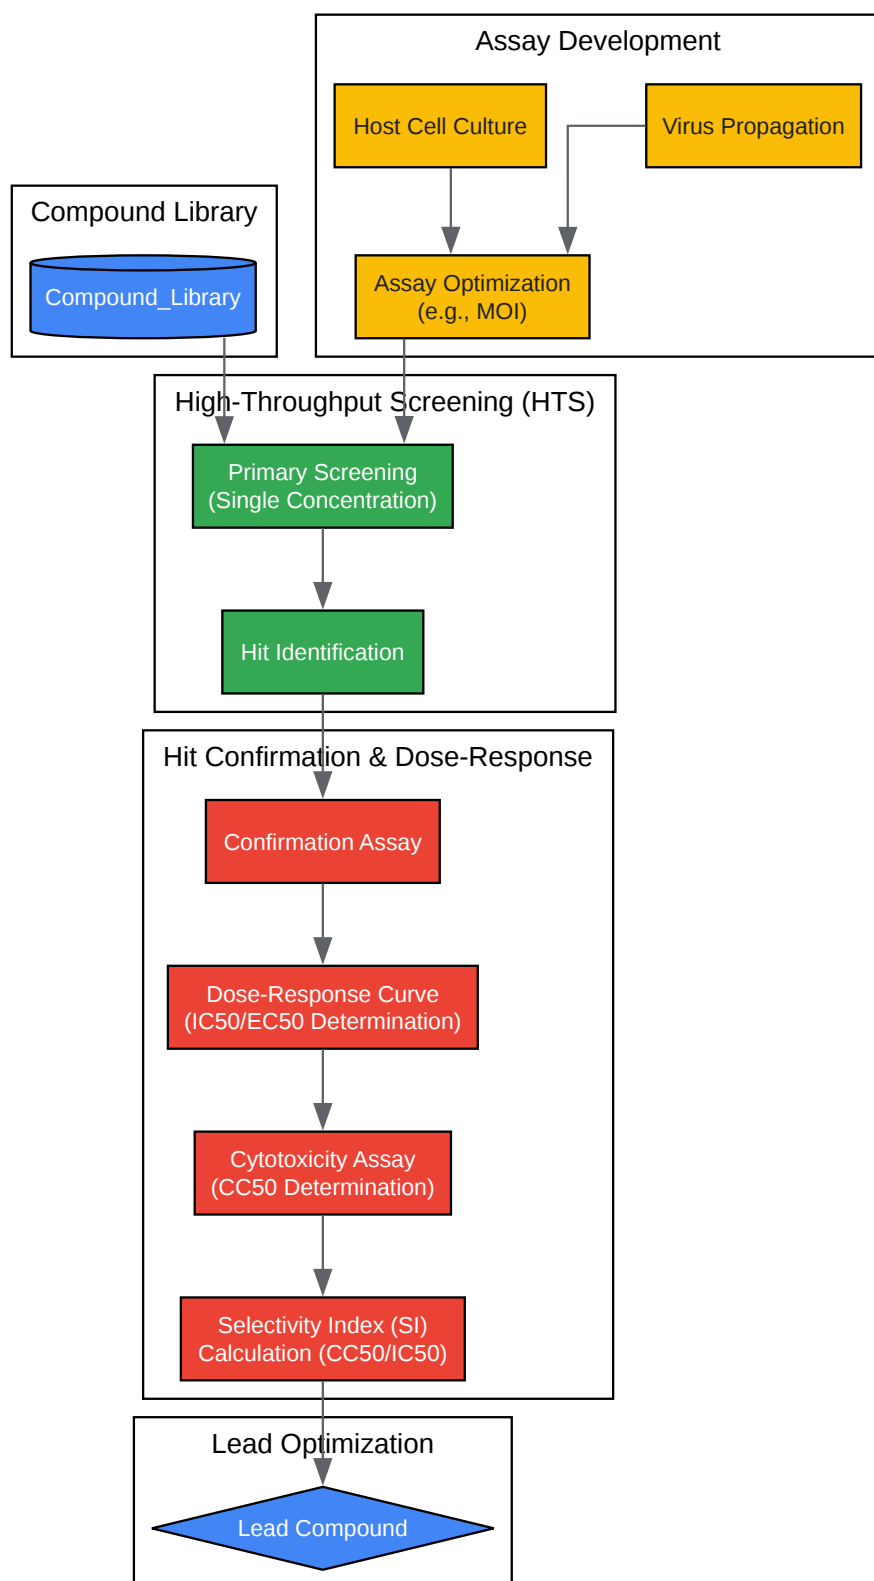 Assay Development
Host Cell Culture
Virus Propagation
Compound Library
Compound_Library
Assay Optimization
(e.g., MOI)
High-Throughput Screening (HTS)
Primary Screening
(Single Concentration)
Hit Identification
Hit Confirmation & Dose-Response
Confirmation Assay
Dose-Response Curve
(IC50/EC50 Determination)
Cytotoxicity Assay
(CC50 Determination)
Selectivity Index (SI)
Calculation (CC50/IC50)
Lead Optimization
Lead Compound